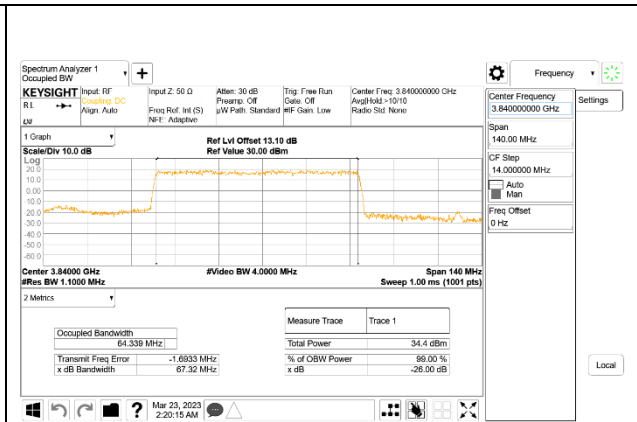 Spectrum Analyzer 1
Occupied BW
Frequency
KEYSIGHT
Input: RF
Input Z: 50 Ω
Atten: 30 dB
Trig: Free Run
Center Freq: 3.840000000 GHz
R L
Coupling: DC
Preamp: Off
Gate: Off
Avg|Hold:>10/10
Align: Auto
Freq Ref: Int (S)
µW Path: Standard
#IF Gain: Low
Radio Std: None
NFE: Adaptive
Center Frequency
3.840000000 GHz
Settings
Span
140.00 MHz
CF Step
14.000000 MHz
Auto
Man
Freq Offset
0 Hz
1 Graph
Ref Lvl Offset 13.10 dB
Scale/Div 10.0 dB
Ref Value 30.00 dBm
Log
20.0
10.0
0.00
-10.0
-20.0
-30.0
-40.0
-50.0
-60.0
Center 3.84000 GHz
#Video BW 4.0000 MHz
Span 140 MHz
#Res BW 1.1000 MHz
Sweep 1.00 ms (1001 pts)
2 Metrics
Measure Trace
Trace 1
Occupied Bandwidth
64.339 MHz
Total Power
34.4 dBm
Transmit Freq Error
-1.6933 MHz
% of OBW Power
99.00 %
x dB Bandwidth
67.32 MHz
x dB
-26.00 dB
Local
?
Mar 23, 2023
2:20:15 AM